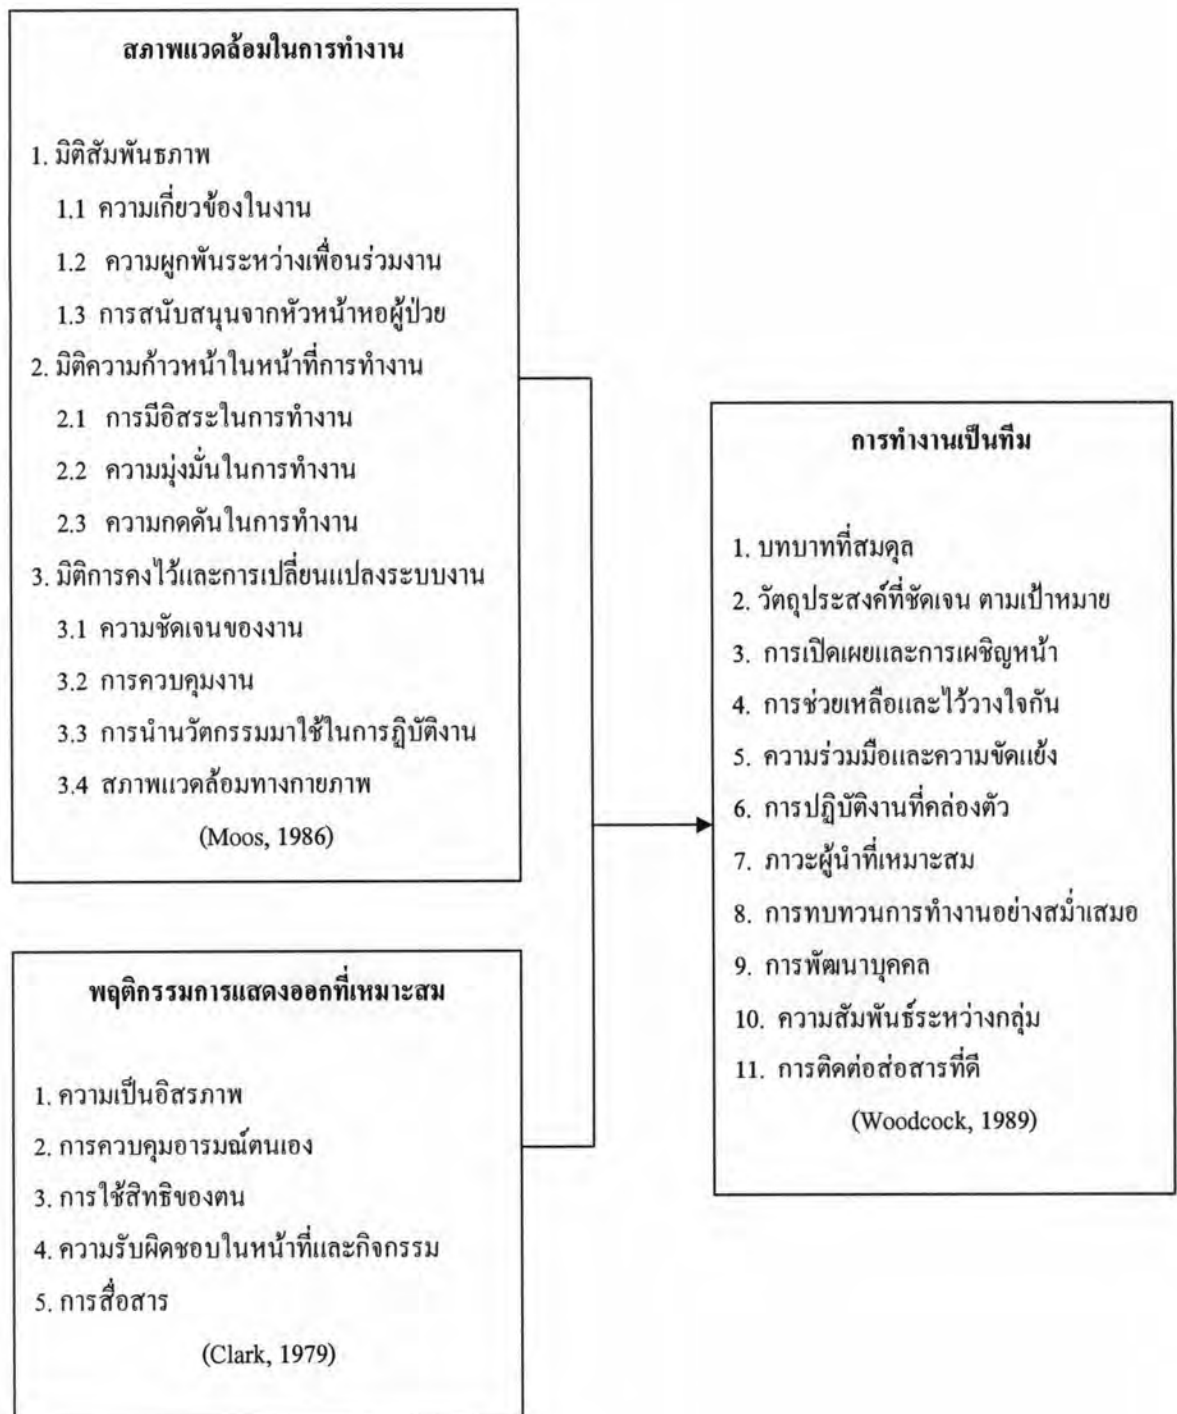 สภาพแวดล้อมในการทำงาน
1. มิติสัมพันธภาพ
1.1 ความเกี่ยวข้องในงาน
1.2 ความผูกพันระหว่างเพื่อนร่วมงาน
1.3 การสนับสนุนจากหัวหน้าหอผู้ป่วย
2. มิติความก้าวหน้าในหน้าที่การทำงาน
2.1 การมีอิสระในการทำงาน
2.2 ความมุ่งมั่นในการทำงาน
2.3 ความกดดันในการทำงาน
3. มิติการคงไว้และการเปลี่ยนแปลงระบบงาน
3.1 ความชัดเจนของงาน
3.2 การควบคุมงาน
3.3 การนำนวัตกรรมมาใช้ในการฏิบัติงาน
3.4 สภาพแวดล้อมทางกายภาพ
(Moos, 1986)
พฤติกรรมการแสดงออกที่เหมาะสม
1. ความเป็นอิสรภาพ
2. การควบคุมอารมณ์ตนเอง
3. การใช้สิทธิของตน
4. ความรับผิดชอบในหน้าที่และกิจกรรม
5. การสื่อสาร
(Clark, 1979)
การทำงานเป็นทีม
1. บทบาทที่สมดุล
2. วัตถุประสงค์ที่ชัดเจน ตามเป้าหมาย
3. การเปิดเผยและการเผชิญหน้า
4. การช่วยเหลือและไว้วางใจกัน
5. ความร่วมมือและความขัดแย้ง
6. การปฏิบัติงานที่คล่องตัว
7. ภาวะผู้นำที่เหมาะสม
8. การทบทวนการทำงานอย่างสม่ำเสมอ
9. การพัฒนาบุคคล
10. ความสัมพันธ์ระหว่างกลุ่ม
11. การติดต่อส่อสารที่ดี
(Woodcock, 1989)